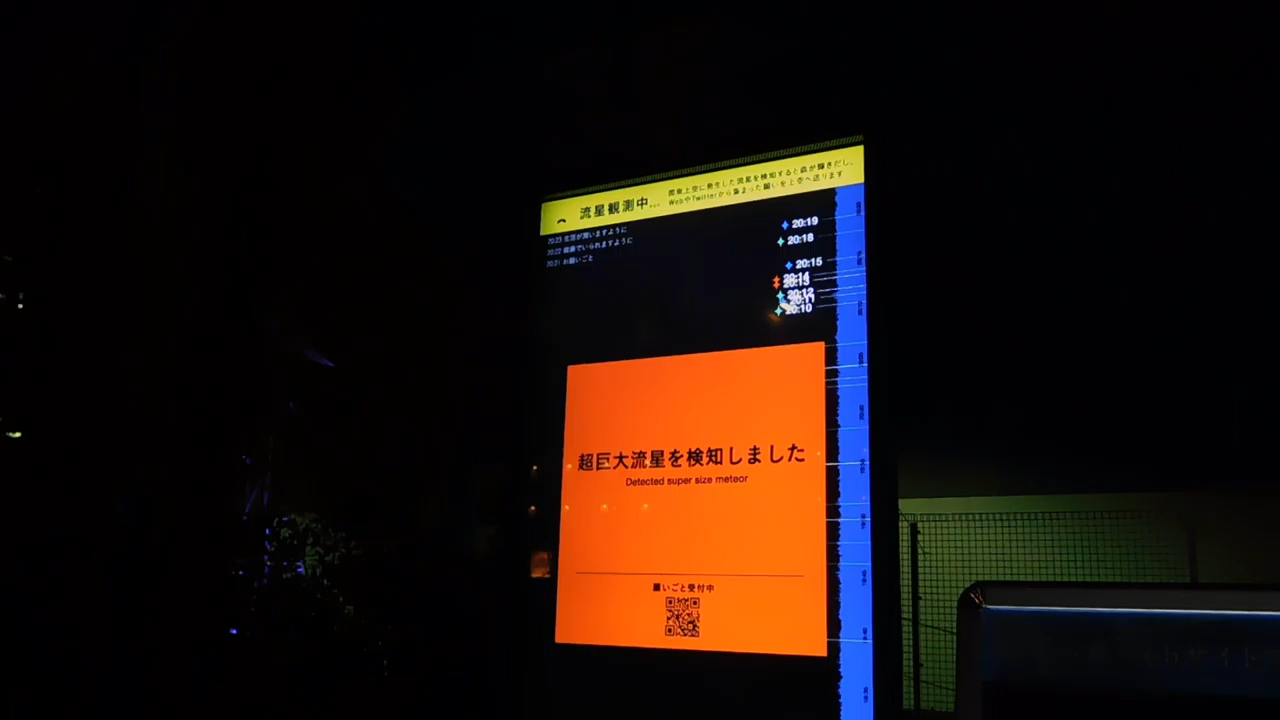 流星観測中...
関東上空に発生した流星を検知すると森が輝きだし、
WebやTwitterから集まった願いを上空へ送ります
20:23 生活が潤いますように
20:22 健康でいられますように
20:21 お願いごと
20:19
20:18
20:15
20:14
20:13
20:12
20:11
20:10
超巨大流星を検知しました
Detected super size meteor
願いごと受付中